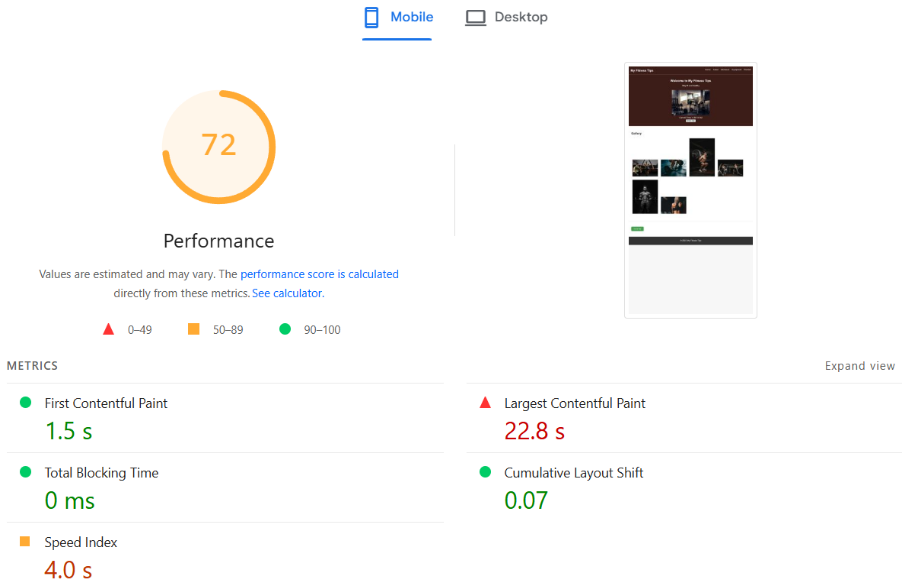 Mobile
Desktop
72
Performance
Values are estimated and may vary. The performance score is calculated
directly from these metrics. See calculator.
0–49
50–89
90–100
My Fitness Tips
Welcome to My Fitness Tips
Gallery
METRICS
Expand view
First Contentful Paint
1.5 s
Largest Contentful Paint
22.8 s
Total Blocking Time
0 ms
Cumulative Layout Shift
0.07
Speed Index
4.0 s